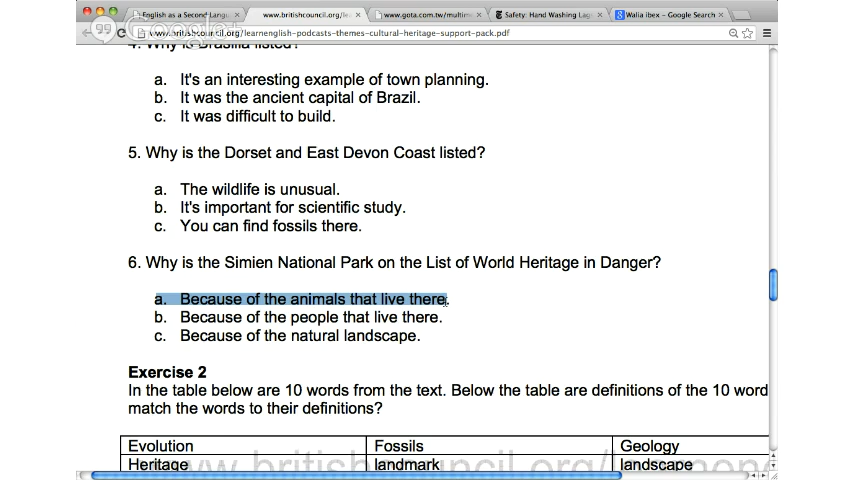 English as a Second Langu
www.britishcouncil.org/le
www.gota.com.tw/multim
Safety: Hand Washing Lag
Walia ibex - Google Search
www.britishcouncil.org/learnenglish-podcasts-themes-cultural-heritage-support-pack.pdf
4. Why is Brasilia listed?
a. It's an interesting example of town planning.
b. It was the ancient capital of Brazil.
c. It was difficult to build.
5. Why is the Dorset and East Devon Coast listed?
a. The wildlife is unusual.
b. It's important for scientific study.
c. You can find fossils there.
6. Why is the Simien National Park on the List of World Heritage in Danger?
a. Because of the animals that live there.
b. Because of the people that live there.
c. Because of the natural landscape.
Exercise 2
In the table below are 10 words from the text. Below the table are definitions of the 10 word
match the words to their definitions?
Evolution Fossils Geology
Heritage landmark landscape